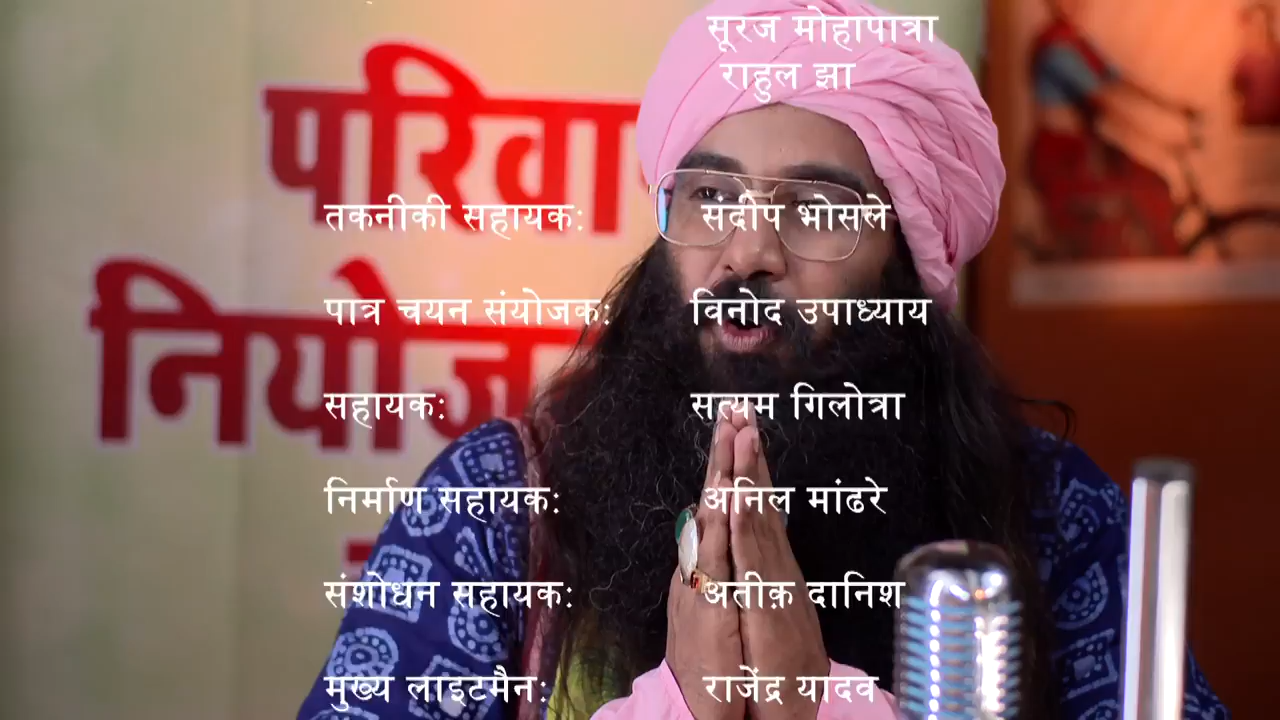 सूरज मोहापात्रा
राहुल झा
परिवा
तकनीकी सहायक: संदीप भोसले
नियोज
पात्र चयन संयोजक: विनोद उपाध्याय
सहायक: सत्यम गिलोत्रा
निर्माण सहायक: अनिल मांढरे
संशोधन सहायक: अतीक़ दानिश
मुख्य लाइटमैन: राजेंद्र यादव